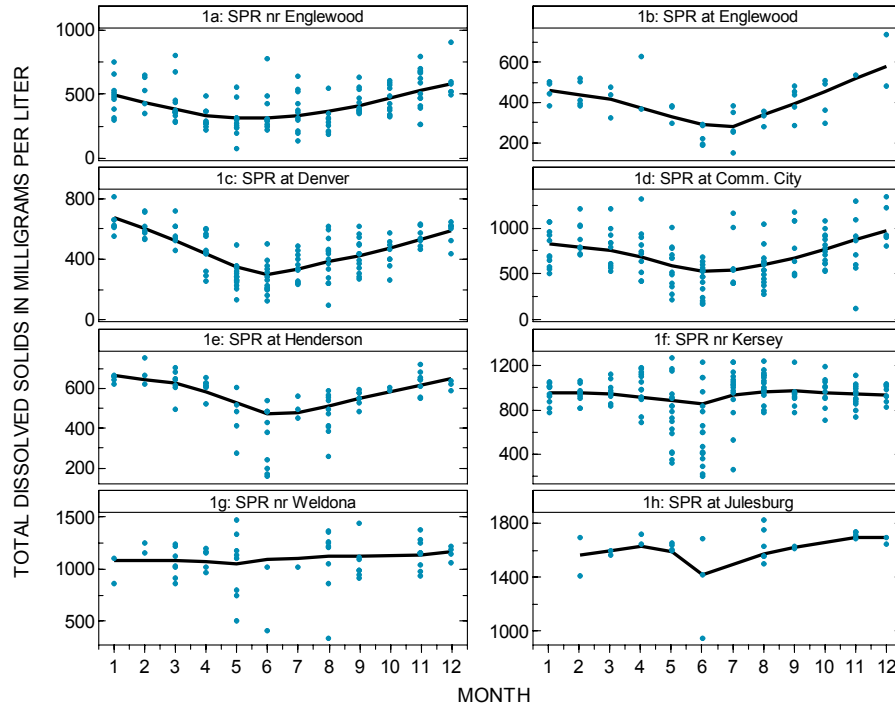 TOTAL DISSOLVED SOLIDS IN MILLIGRAMS PER LITER
1a: SPR nr Englewood
1000
500
0
1b: SPR at Englewood
600
400
200
1c: SPR at Denver
800
400
0
1d: SPR at Comm. City
1000
500
0
1e: SPR at Henderson
600
400
200
1f: SPR nr Kersey
1200
800
400
1g: SPR nr Weldona
1500
1000
500
1h: SPR at Julesburg
1800
1400
1000
1 2 3 4 5 6 7 8 9 10 11 12
1 2 3 4 5 6 7 8 9 10 11 12
MONTH